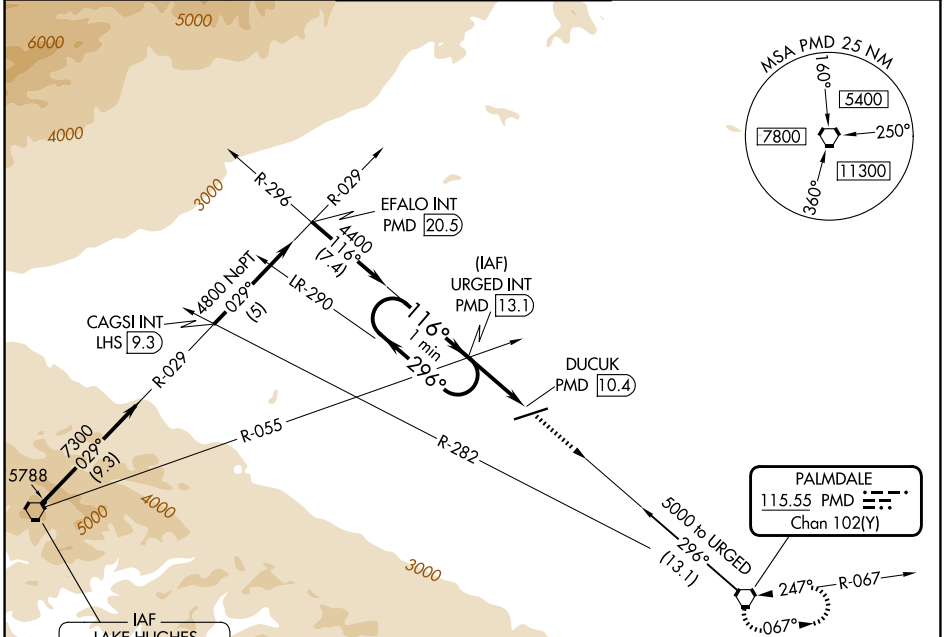 5000
6000
4000
3000
MSA PMD 25 NM
160°
5400
7800
250°
11300
360°
R-296
R-029
EFALO INT
PMD 20.5
4400
116°
(7.4)
(IAF)
URGED INT
PMD 13.1
4800 NoPT
029°
(5)
LR-290
CAGSI INT
LHS 9.3
116°
1 min
296°
DUCUK
PMD 10.4
R-029
R-055
R-282
7300
029°
(9.3)
5788
5000
4000
3000
5000 to URGED
296°
(13.1)
PALMDALE
115.55 PMD
Chan 102(Y)
247°
R-067
067°
IAF
LAKE HUGHES